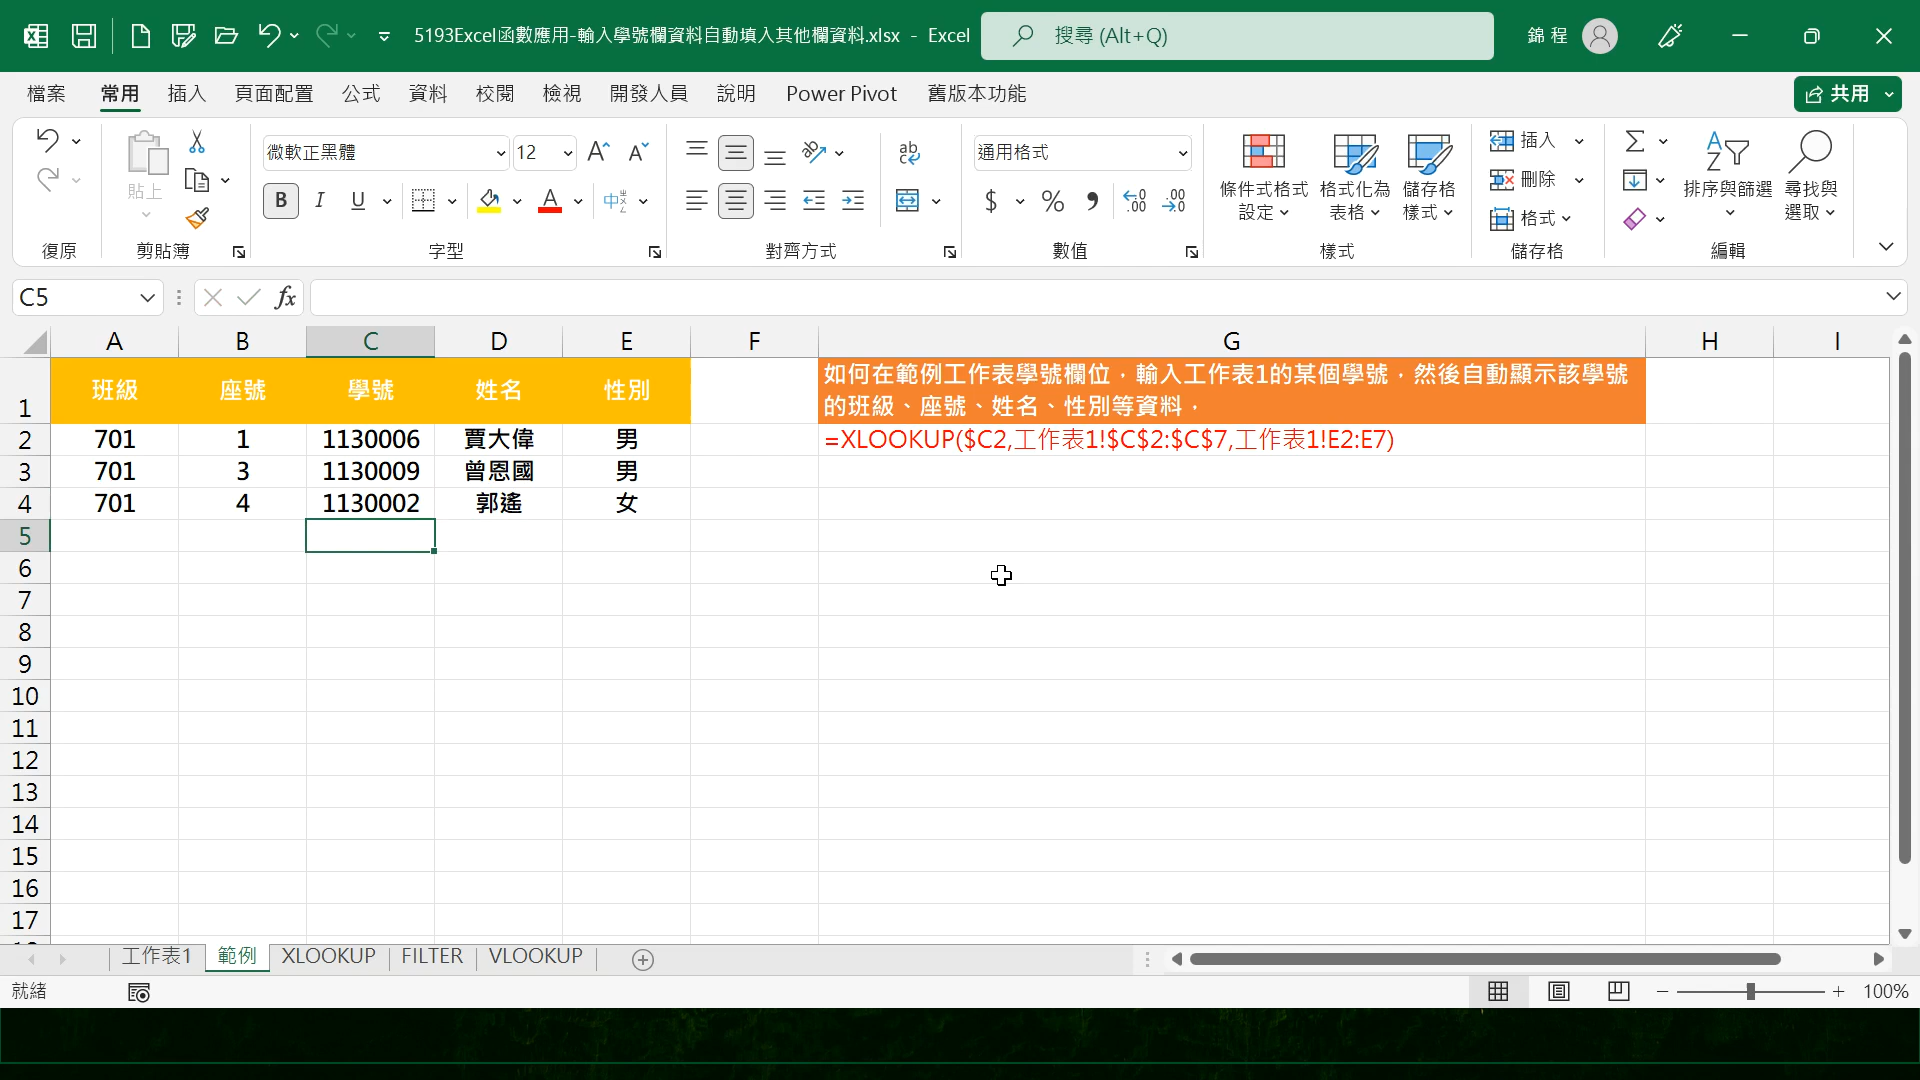 5193Excel函數應用-輸入學號欄資料自動填入其他欄資料.xlsx - Excel
搜尋 (Alt+Q)
錦 程
檔案 常用 插入 頁面配置 公式 資料 校閱 檢視 開發人員 說明 Power Pivot 舊版本功能
共用
貼上
微軟正黑體 12
B I U A 中
ab
通用格式
$ % 9 .00
條件式格式設定
格式化為表格
儲存格樣式
插入
刪除
格式
排序與篩選
尋找與選取
復原 剪貼簿 字型 對齊方式 數值 樣式 儲存格 編輯
C5 fx
A B C D E F G H I
1 班級 座號 學號 姓名 性別 如何在範例工作表學號欄位，輸入工作表1的某個學號，然後自動顯示該學號
的班級、座號、姓名、性別等資料，
2 701 1 1130006 賈大偉 男 =XLOOKUP($C2,工作表1!$C$2:$C$7,工作表1!E2:E7)
3 701 3 1130009 曾恩國 男
4 701 4 1130002 郭遙 女
5
6
7
8
9
10
11
12
13
14
15
16
17
工作表1 範例 XLOOKUP FILTER VLOOKUP
就緒 100%